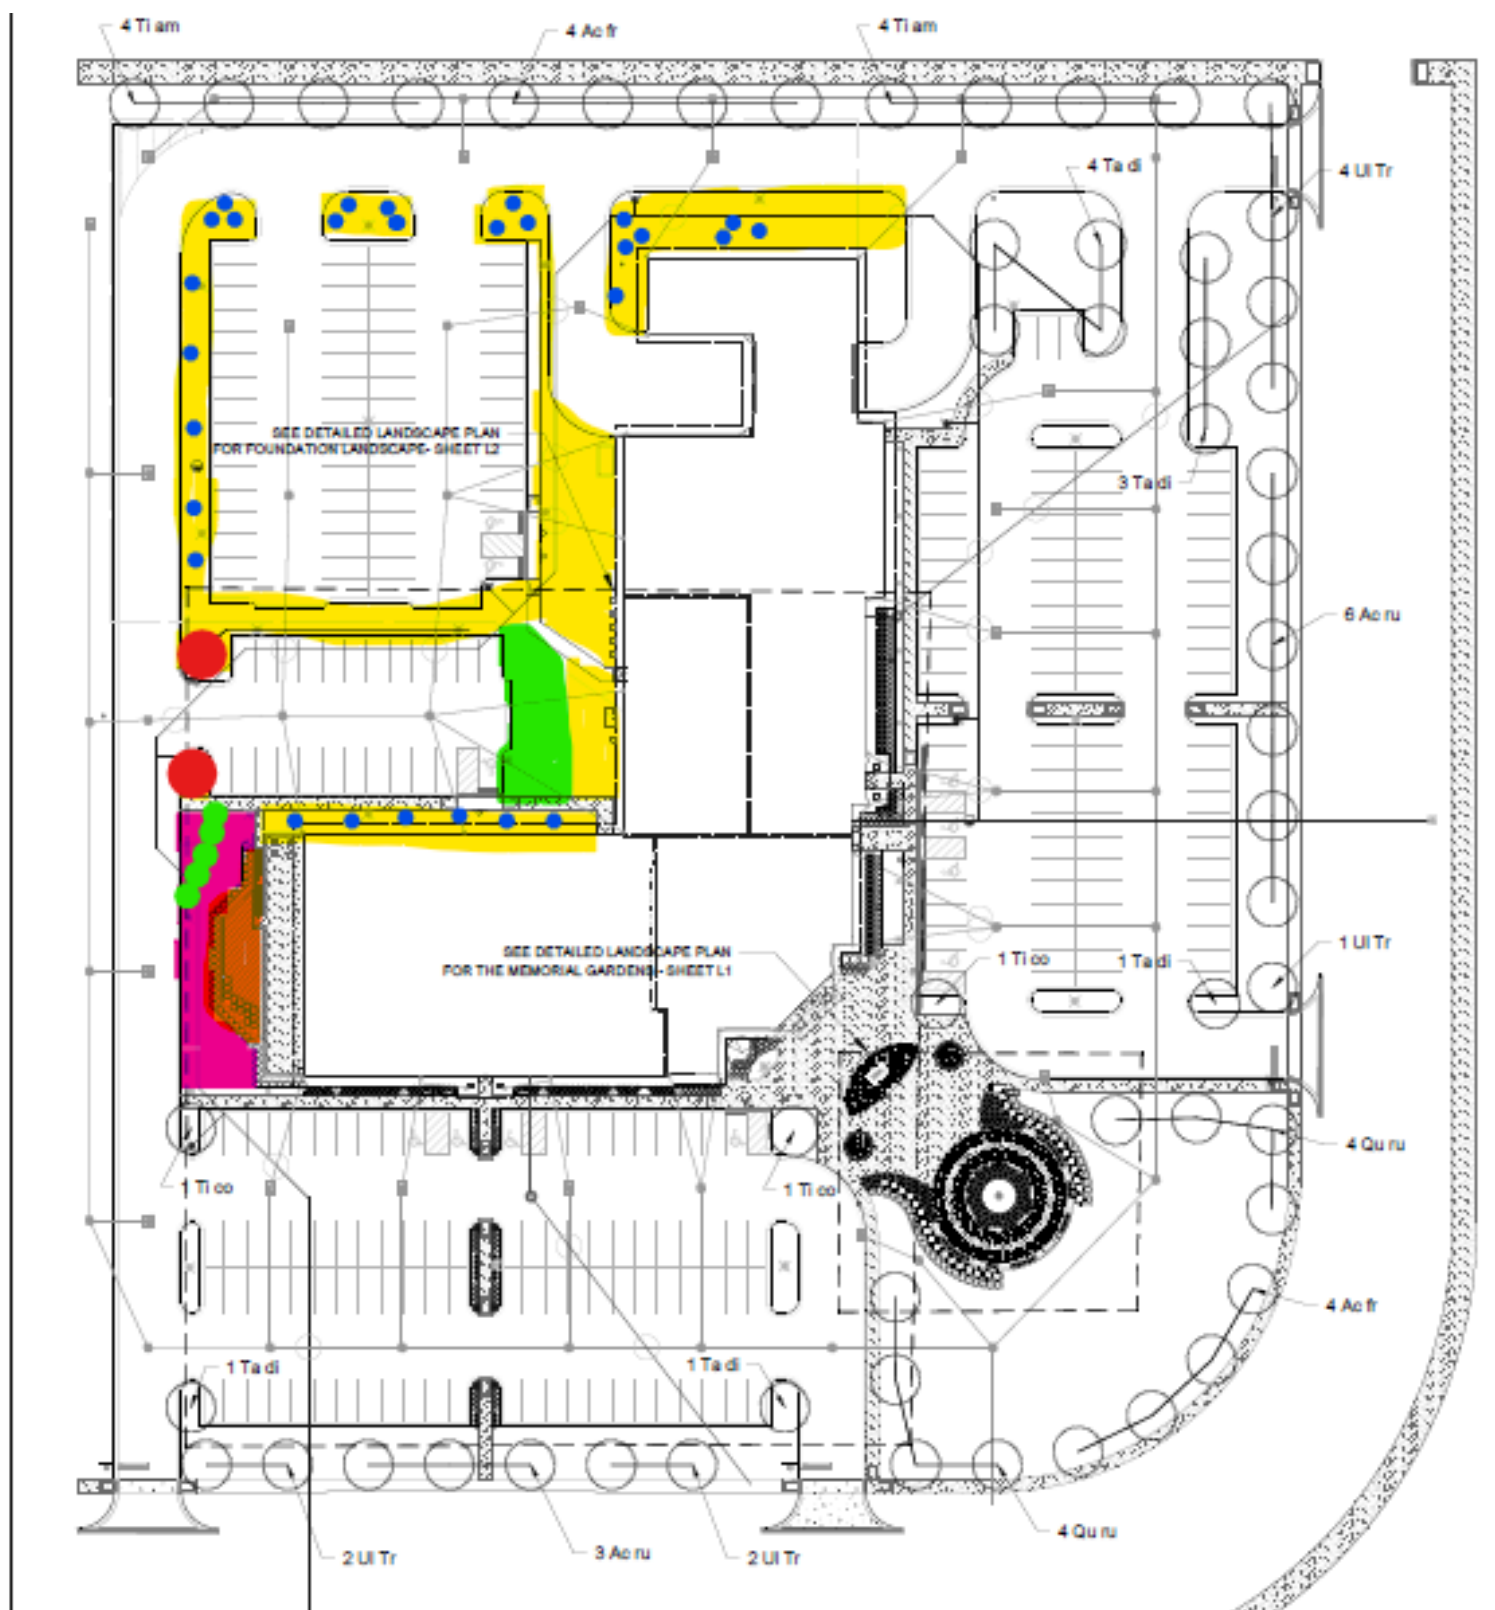 4 Ti am
4 Ac fr
4 Ti am
4 Ta di
4 Ul Tr
SEE DETAILED LANDSCAPE PLAN
FOR FOUNDATION LANDSCAPE- SHEET L2
3 Ta di
6 Ac ru
SEE DETAILED LANDSCAPE PLAN
FOR THE MEMORIAL GARDENS - SHEET L1
1 Ti co
1 Ta di
1 Ul Tr
4 Qu ru
1 Ti co
1 Ti co
4 Ac fr
1 Ta di
1 Ta di
4 Qu ru
2 Ul Tr
3 Ac ru
2 Ul Tr